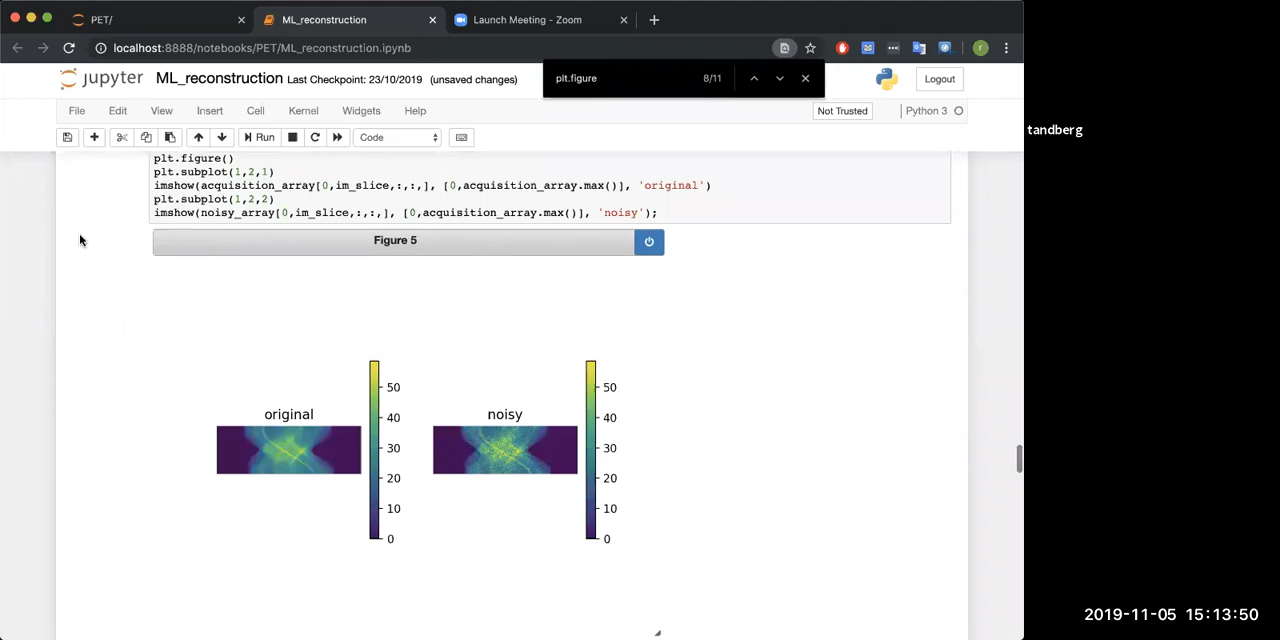 PET/
ML_reconstruction
Launch Meeting - Zoom
localhost:8888/notebooks/PET/ML_reconstruction.ipynb
r
jupyter
ML_reconstruction Last Checkpoint: 23/10/2019 (unsaved changes)
plt.figure
8/11
Logout
File
Edit
View
Insert
Cell
Kernel
Widgets
Help
Not Trusted
Python 3
Run
Code
plt.figure()
plt.subplot(1,2,1)
imshow(acquisition_array[0,im_slice,:,:,], [0,acquisition_array.max()], 'original')
plt.subplot(1,2,2)
imshow(noisy_array[0,im_slice,:,:,], [0,acquisition_array.max()], 'noisy');
Figure 5
original
50
40
30
20
10
0
noisy
50
40
30
20
10
0
tandberg
2019-11-05 15:13:50